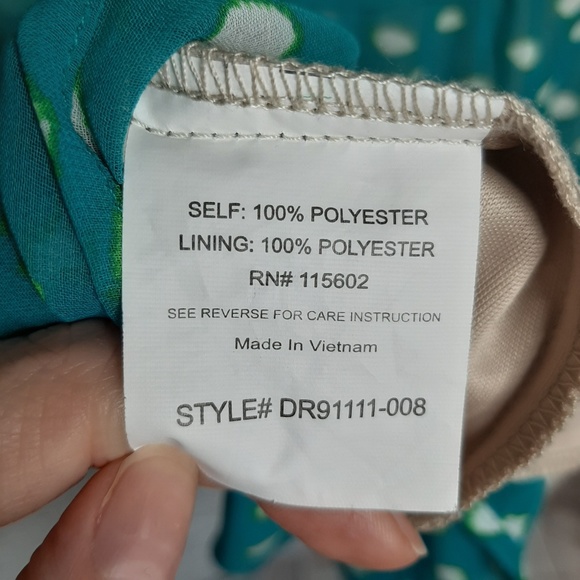 SELF: 100% POLYESTER
LINING: 100% POLYESTER
RN# 115602
SEE REVERSE FOR CARE INSTRUCTION
Made In Vietnam
STYLE# DR91111-008